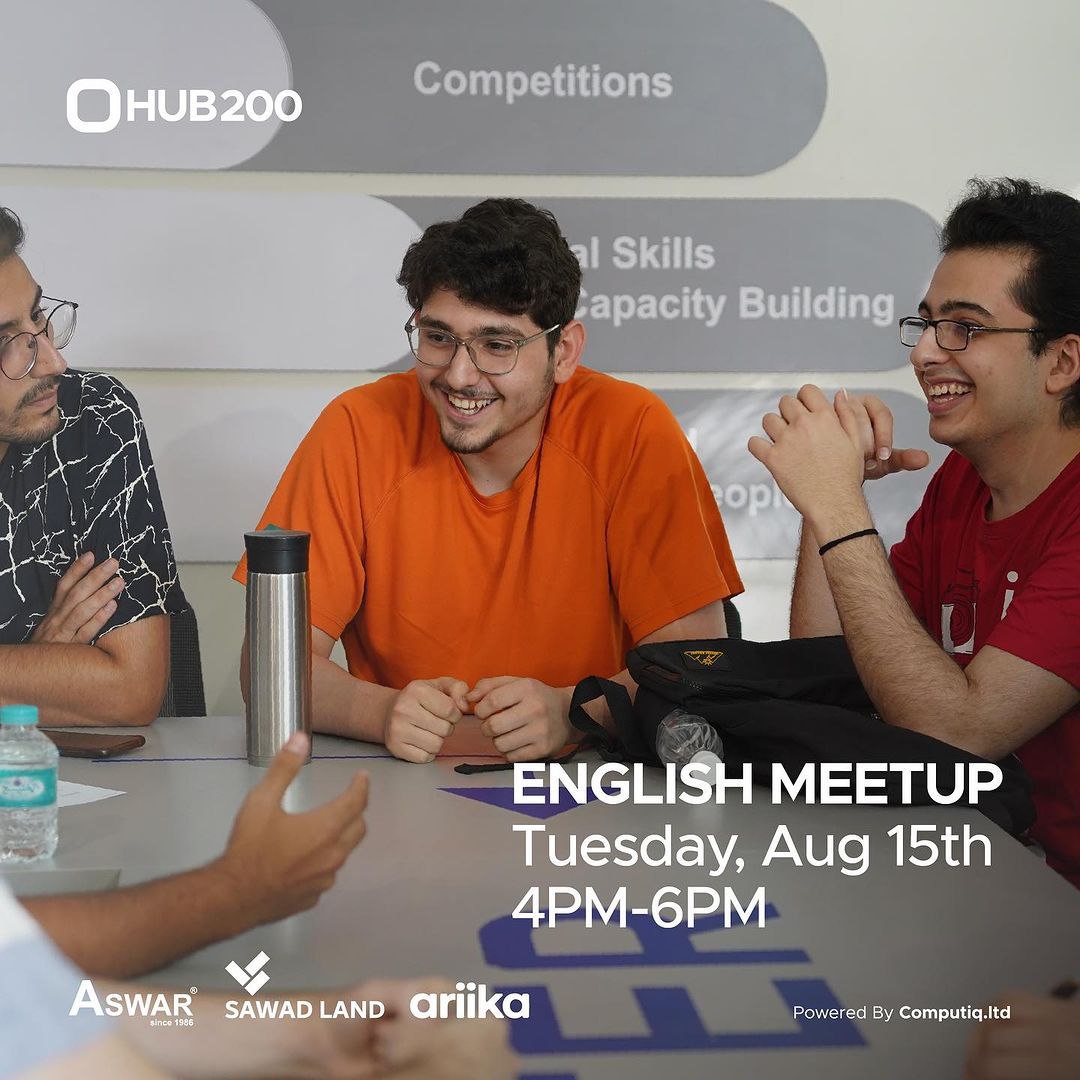 HUB200
Competitions
Skills
Capacity Building
ENGLISH MEETUP
Tuesday, Aug 15th
4PM-6PM
ASWAR®
since 1986
SAWAD LAND
ariika
Powered By Computiq.ltd